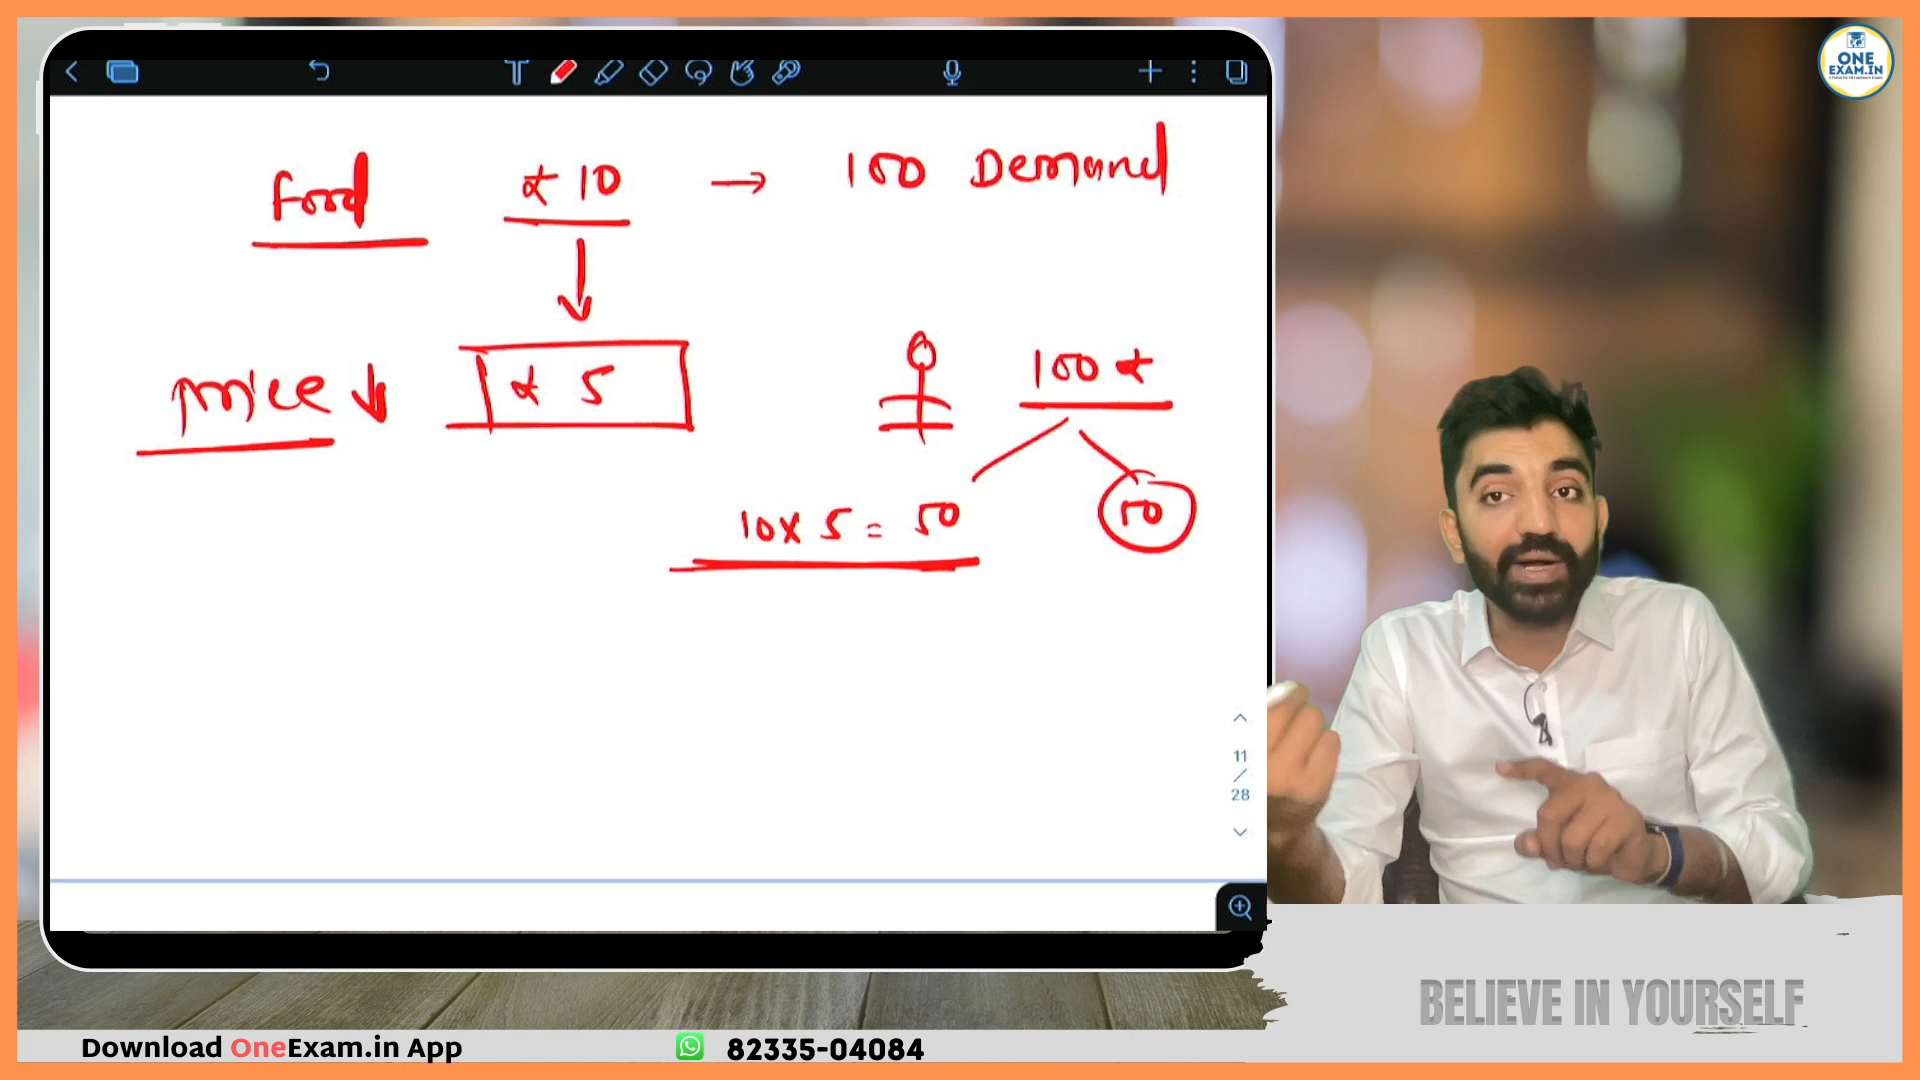 ONE
EXAM.IN
Food ₹ 10 → 100 Demand
Price ↓ ₹ 5
100 ₹
10 x 5 = 50
50
11
/
28
BELIEVE IN YOURSELF
Download OneExam.in App
82335-04084